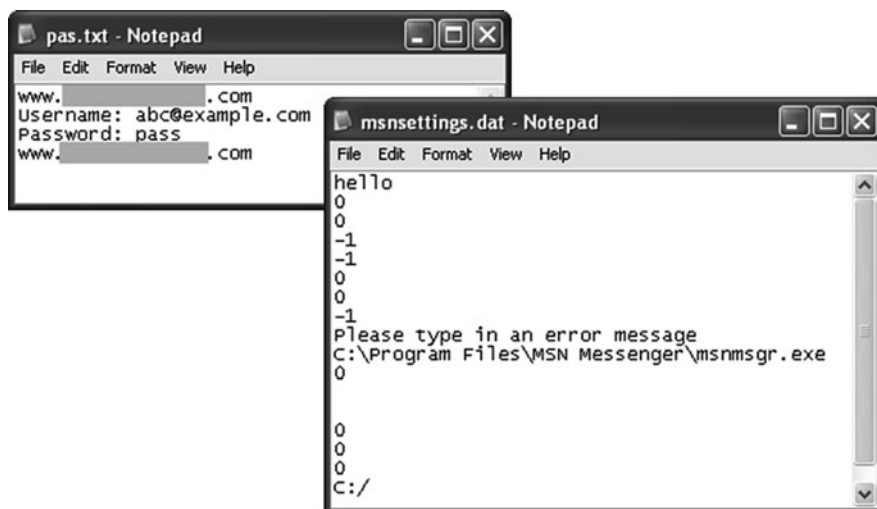 pas.txt - Notepad
File Edit Format View Help
www. .com
Username: abc@example.com
Password: pass
www. .com
msnsettings.dat - Notepad
File Edit Format View Help
hello
0
0
-1
-1
0
0
-1
Please type in an error message
C:\Program Files\MSN Messenger\msnmsgr.exe
0
0
0
0
C:/